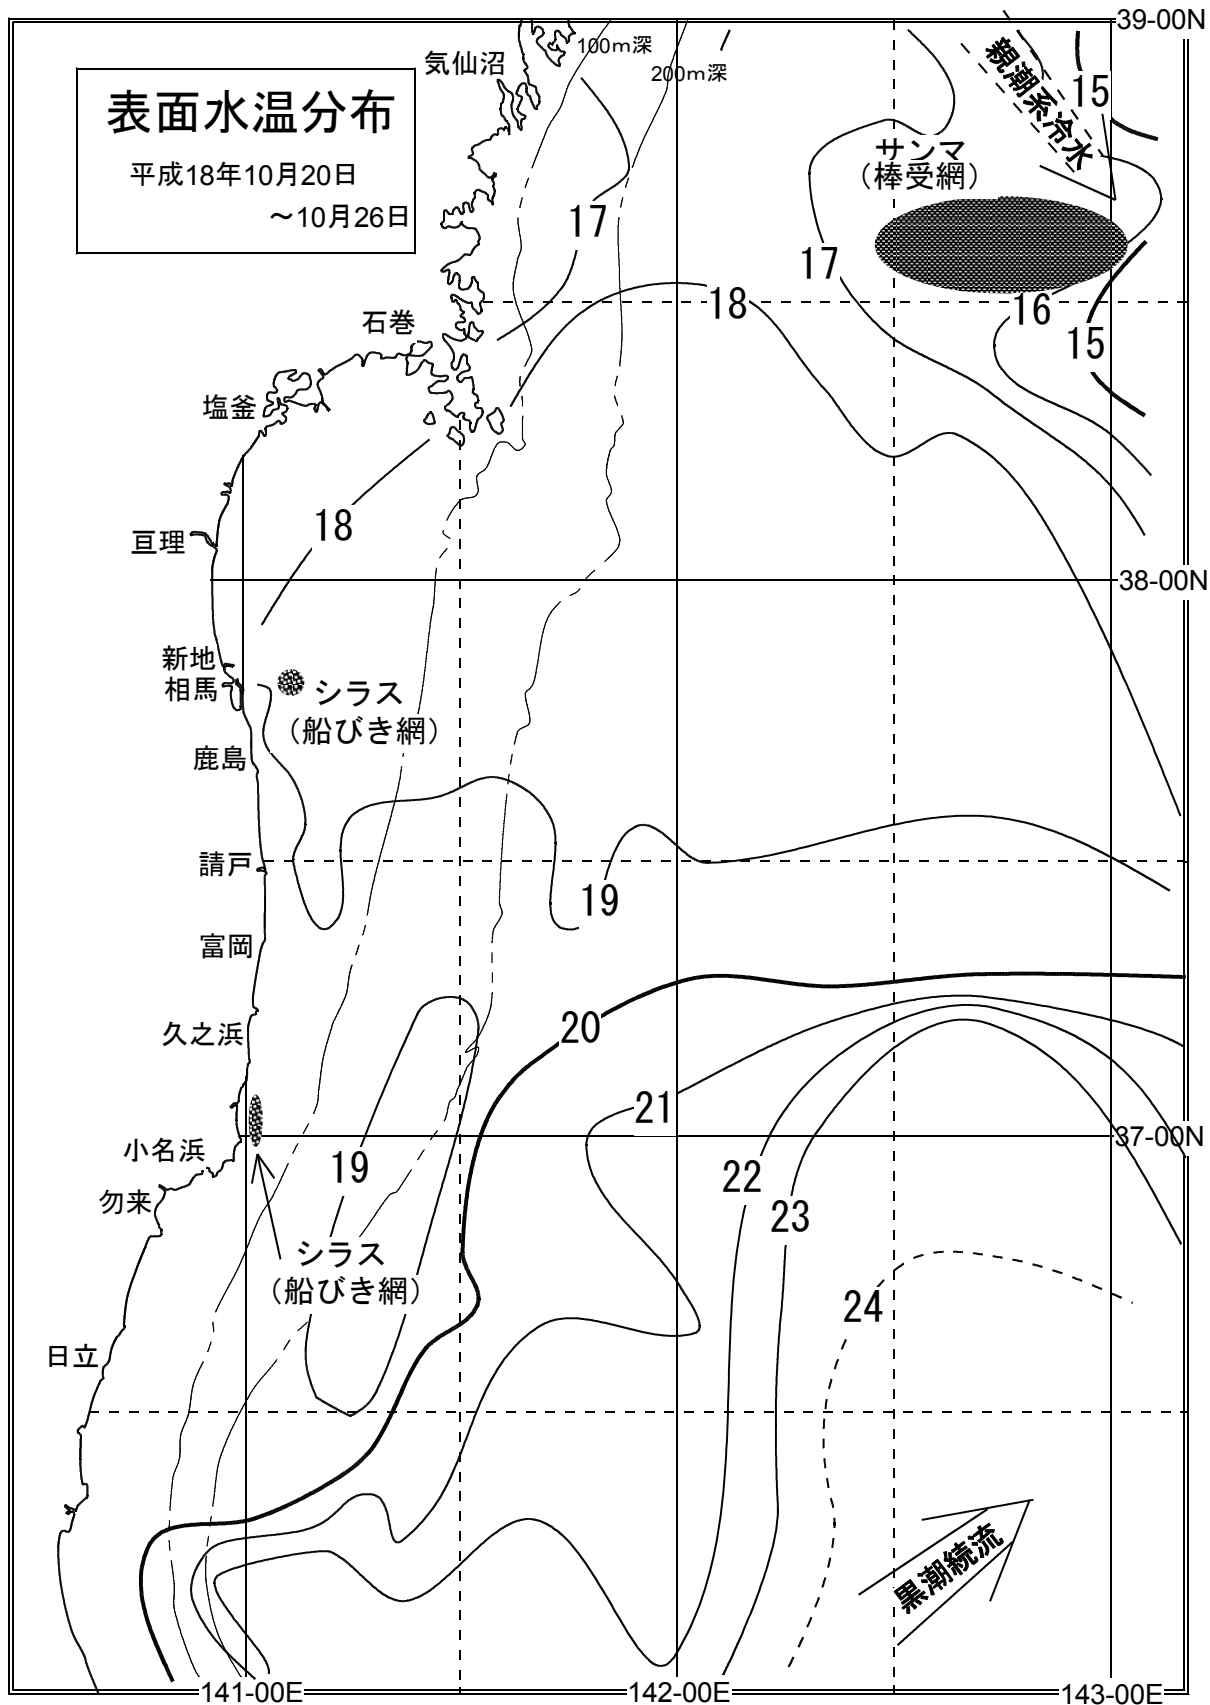 39-00N
100m深
気仙沼
200m深
表面水温分布
平成18年10月20日
～10月26日
親潮系冷水
15
サンマ
（棒受網）
17
17
18
16
15
石巻
塩釜
18
亘理
38-00N
新地
相馬
シラス
（船びき網）
鹿島
請戸
19
富岡
20
久之浜
21
37-00N
小名浜
19
22
勿来
23
シラス
（船びき網）
24
日立
黒潮続流
141-00E
142-00E
143-00E